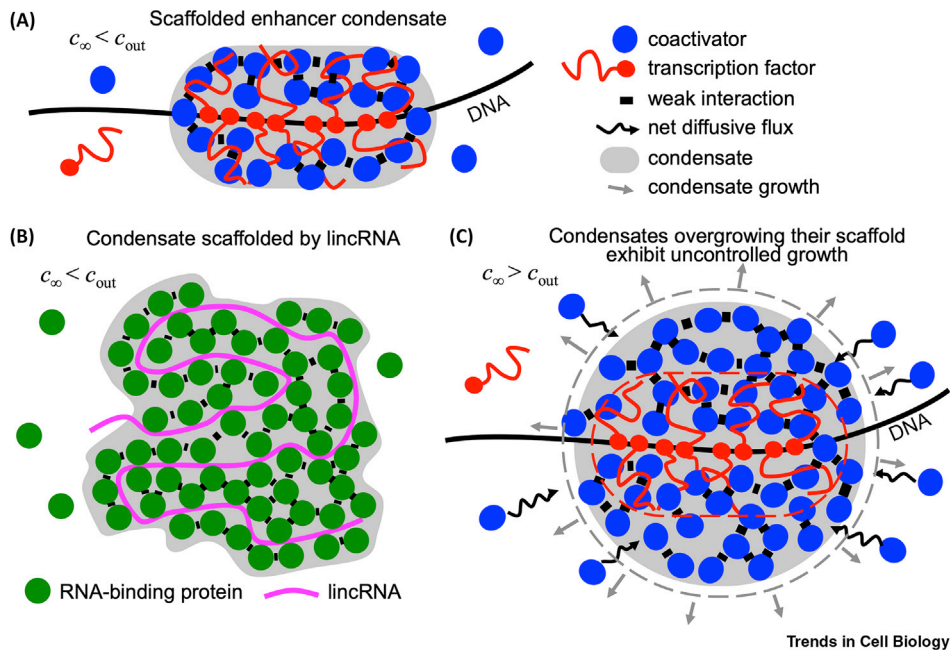 (A)
Scaffolded enhancer condensate
c∞ < cout
DNA
coactivator
transcription factor
weak interaction
net diffusive flux
condensate
condensate growth
(B)
Condensate scaffolded by lincRNA
c∞ < cout
RNA-binding protein
lincRNA
(C)
Condensates overgrowing their scaffold
exhibit uncontrolled growth
c∞ > cout
DNA
Trends in Cell Biology